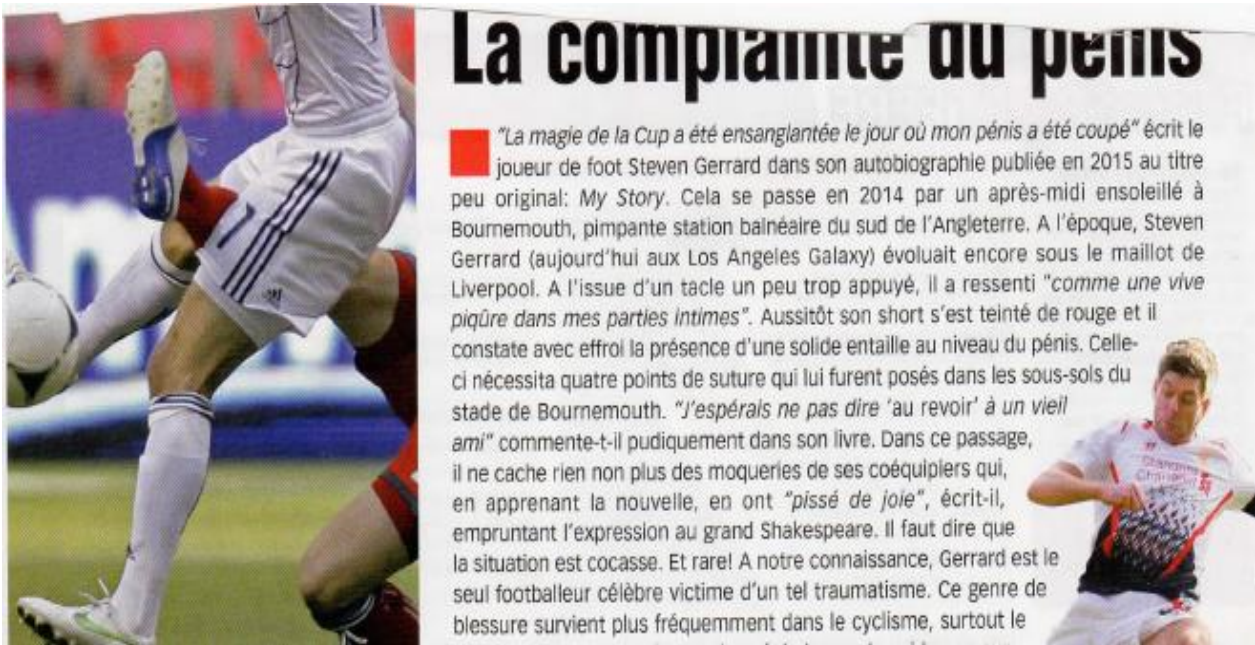 La complainte du pénis
"La magie de la Cup a été ensanglantée le jour où mon pénis a été coupé" écrit le
joueur de foot Steven Gerrard dans son autobiographie publiée en 2015 au titre
peu original: My Story. Cela se passe en 2014 par un après-midi ensoleillé à
Bournemouth, pimpante station balnéaire du sud de l'Angleterre. A l'époque, Steven
Gerrard (aujourd'hui aux Los Angeles Galaxy) évoluait encore sous le maillot de
Liverpool. A l'issue d'un tacle un peu trop appuyé, il a ressenti "comme une vive
piqûre dans mes parties intimes". Aussitôt son short s'est teinté de rouge et il
constate avec effroi la présence d'une solide entaille au niveau du pénis. Celle-
ci nécessita quatre points de suture qui lui furent posés dans les sous-sols du
stade de Bournemouth. "J'espérais ne pas dire 'au revoir' à un vieil
ami" commente-t-il pudiquement dans son livre. Dans ce passage,
il ne cache rien non plus des moqueries de ses coéquipiers qui,
en apprenant la nouvelle, en ont "pissé de joie", écrit-il,
empruntant l'expression au grand Shakespeare. Il faut dire que
la situation est cocasse. Et rare! A notre connaissance, Gerrard est le
seul footballeur célèbre victime d'un tel traumatisme. Ce genre de
blessure survient plus fréquemment dans le cyclisme, surtout le
7